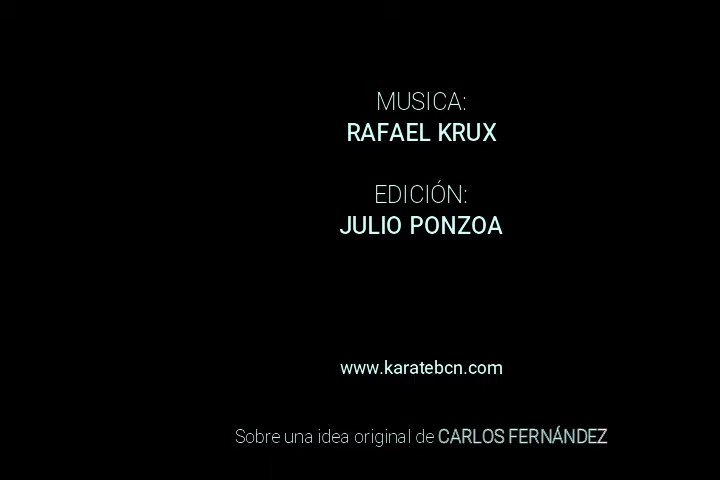 MUSICA:
RAFAEL KRUX
EDICIÓN:
JULIO PONZOA
www.karatebcn.com
Sobre una idea original de CARLOS FERNÁNDEZ